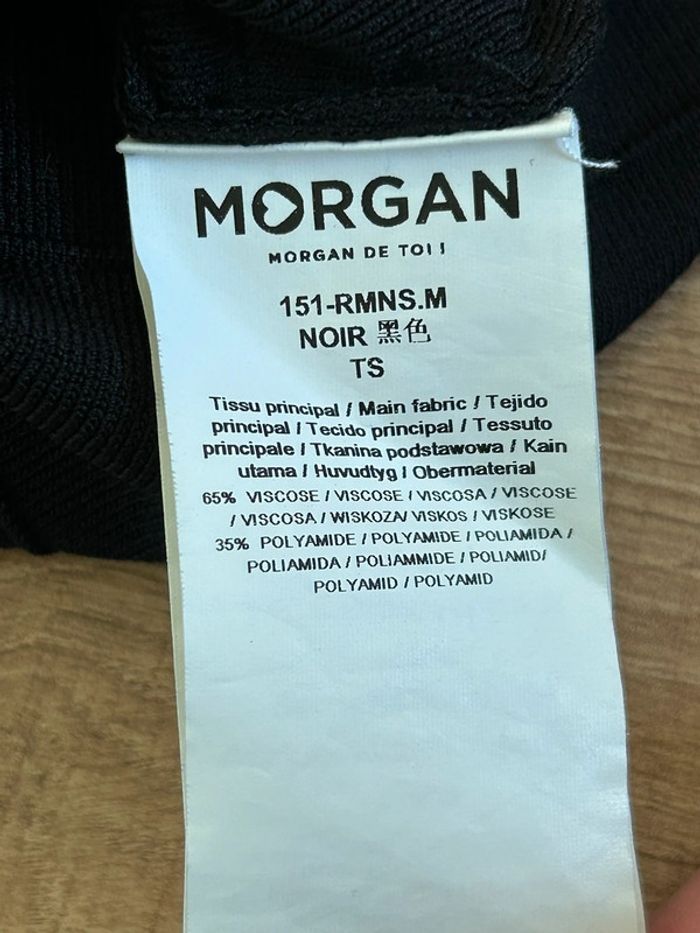 MORGAN
MORGAN DE TOI !
151-RMNS.M
NOIR 黑色
TS
Tissu principal / Main fabric / Tejido
principal / Tecido principal / Tessuto
principale / Tkanina podstawowa / Kain
utama / Huvudtyg / Obermaterial
65% VISCOSE / VISCOSE / VISCOSA / VISCOSE
/ VISCOSA / WISKOZA/ VISKOS / VISKOSE
35% POLYAMIDE / POLYAMIDE / POLIAMIDA /
POLIAMIDA / POLIAMMIDE / POLIAMID/
POLYAMID / POLYAMID